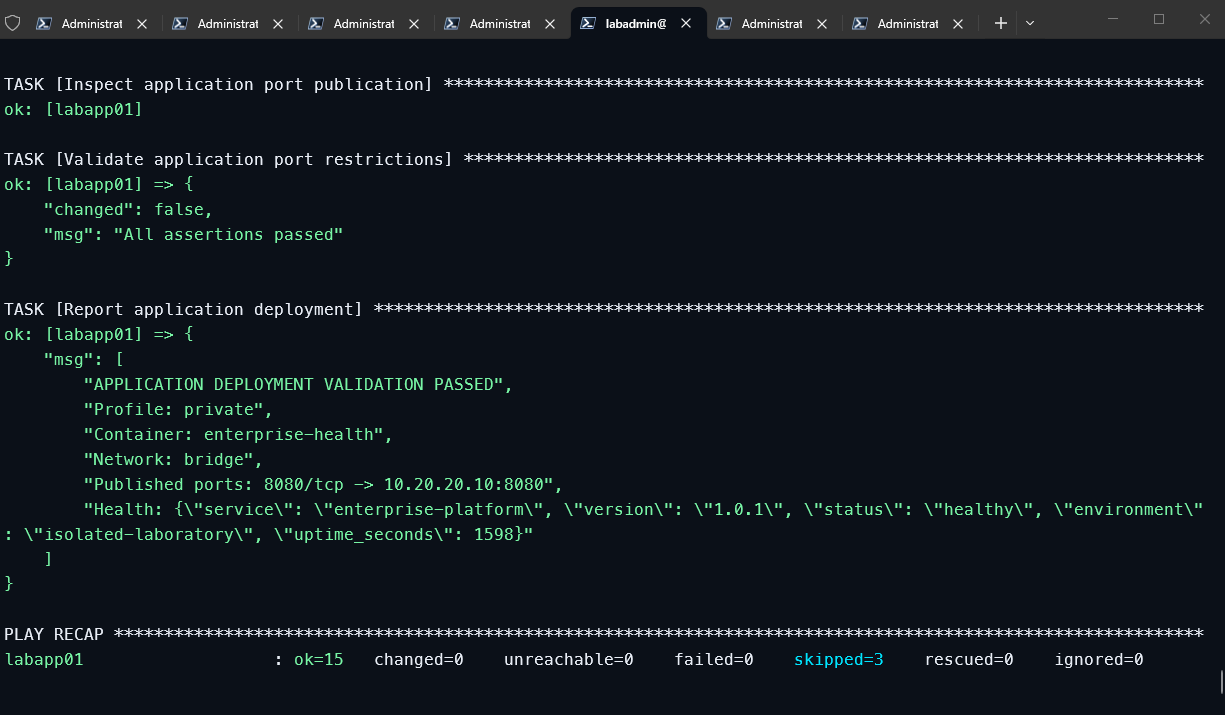 Administrat Administrat Administrat Administrat labadmin@ Administrat Administrat
TASK [Inspect application port publication] ****************************************************************************
ok: [labapp01]
TASK [Validate application port restrictions] **************************************************************************
ok: [labapp01] => {
    "changed": false,
    "msg": "All assertions passed"
}
TASK [Report application deployment] ***********************************************************************************
ok: [labapp01] => {
    "msg": [
        "APPLICATION DEPLOYMENT VALIDATION PASSED",
        "Profile: private",
        "Container: enterprise-health",
        "Network: bridge",
        "Published ports: 8080/tcp -> 10.20.20.10:8080",
        "Health: {\"service\": \"enterprise-platform\", \"version\": \"1.0.1\", \"status\": \"healthy\", \"environment\"
: \"isolated-laboratory\", \"uptime_seconds\": 1598}"
    ]
}
PLAY RECAP *************************************************************************************************************
labapp01                   : ok=15   changed=0    unreachable=0    failed=0    skipped=3    rescued=0    ignored=0